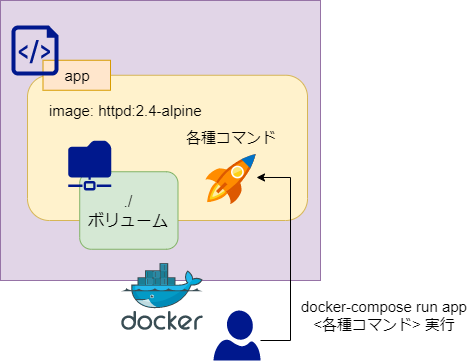 </>
app
image: httpd:2.4-alpine
各種コマンド
./
ボリューム
docker
docker-compose run app
<各種コマンド> 実行